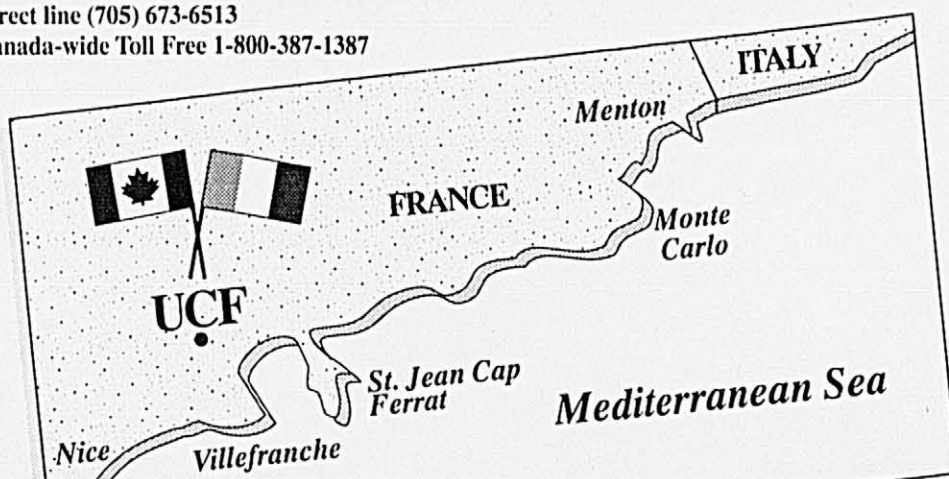 rect line (705) 673-6513
anada-wide Toll Free 1-800-387-1387
ITALY
Menton
FRANCE
Monte
Carlo
UCF
St. Jean Cap
Ferrat
Mediterranean Sea
Nice
Villefranche